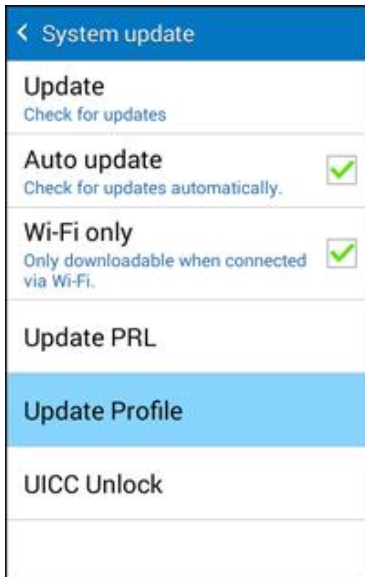 System update
Update
Check for updates
Auto update
Check for updates automatically.
Wi-Fi only
Only downloadable when connected
via Wi-Fi.
Update PRL
Update Profile
UICC Unlock